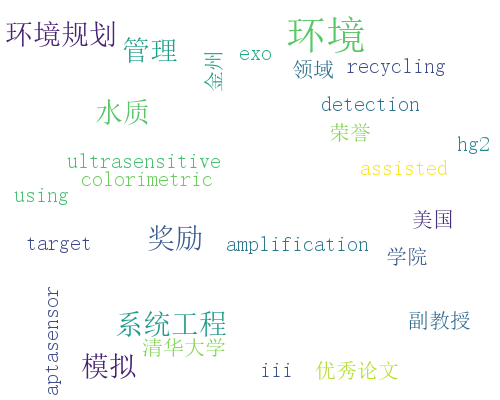 环境规划
管理
金州
exo
环境
领域
recycling
水质
detection
荣誉
hg2
ultrasensitive
assisted
colorimetric
using
美国
target
奖励
amplification
学院
aptasensor
系统工程
副教授
清华大学
模拟
iii
优秀论文